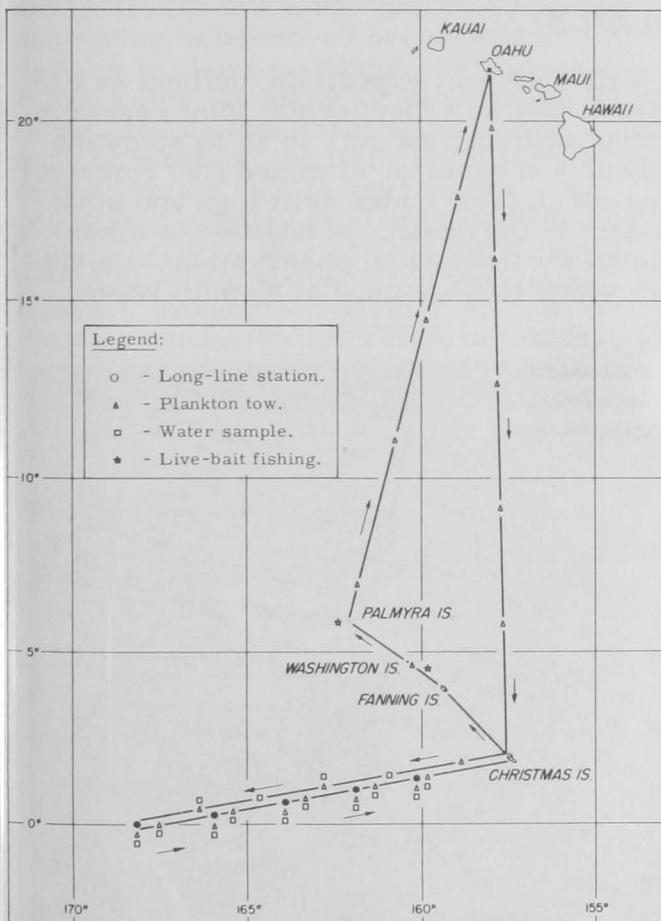 KAUAI
OAHU
MAUI
HAWAII
20°
15°
Legend:
o - Long-line station.
▵ - Plankton tow.
□ - Water sample.
★ - Live-bait fishing.
10°
PALMYRA IS.
5°
WASHINGTON IS.
FANNING IS.
CHRISTMAS IS.
0°
170°
165°
160°
155°